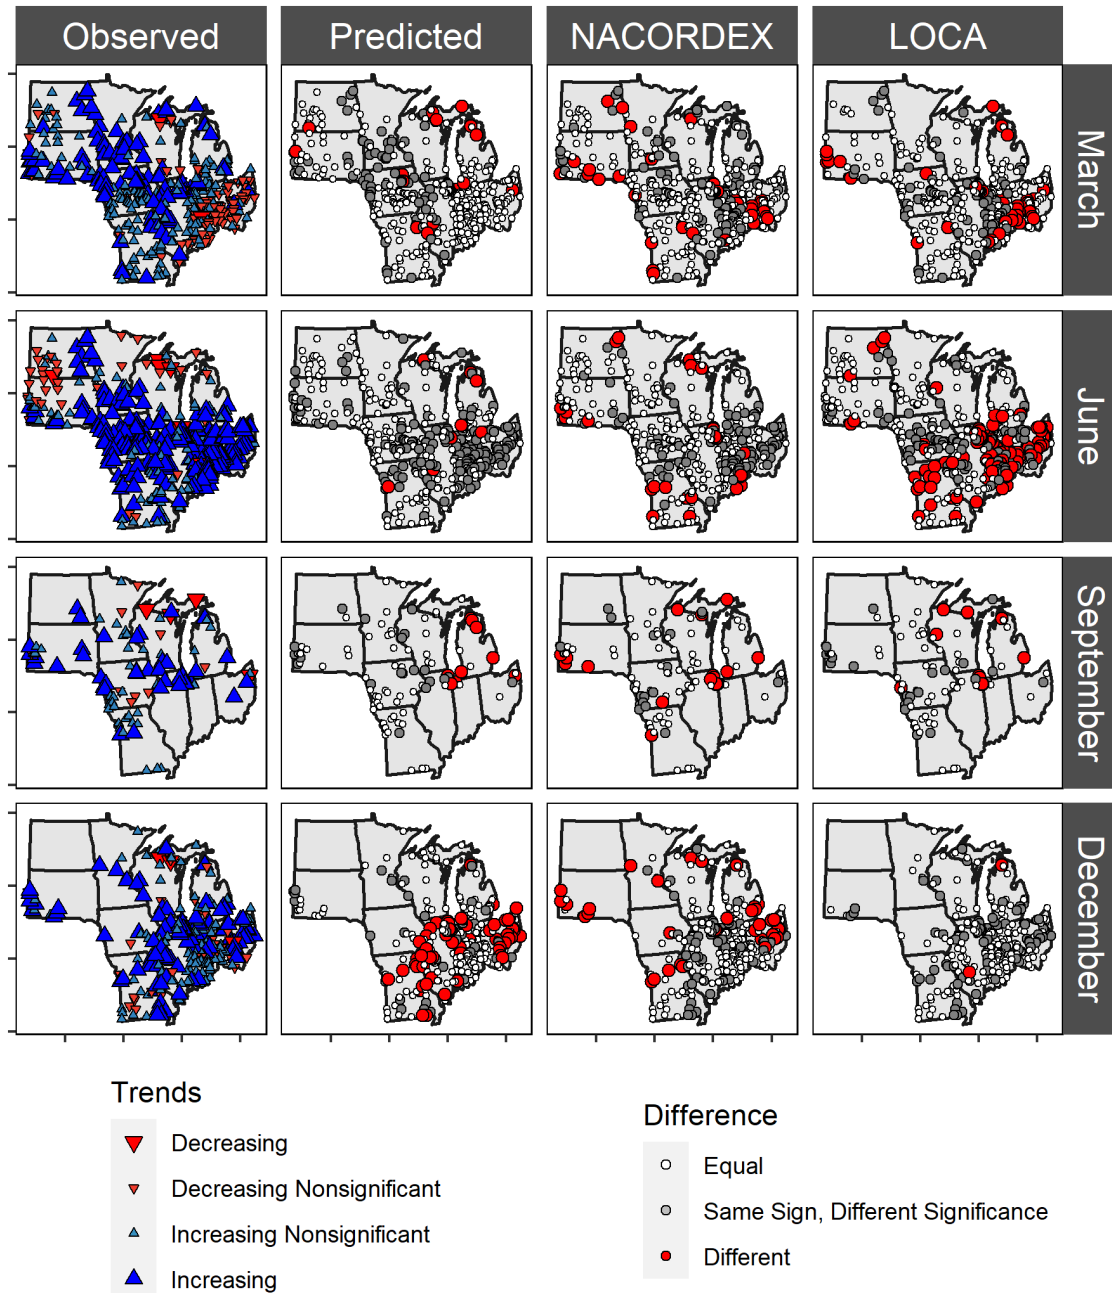 Observed
Predicted
NACORDEX
LOCA
March
June
September
December
Trends
Decreasing
Decreasing Nonsignificant
Increasing Nonsignificant
Increasing
Difference
Equal
Same Sign, Different Significance
Different